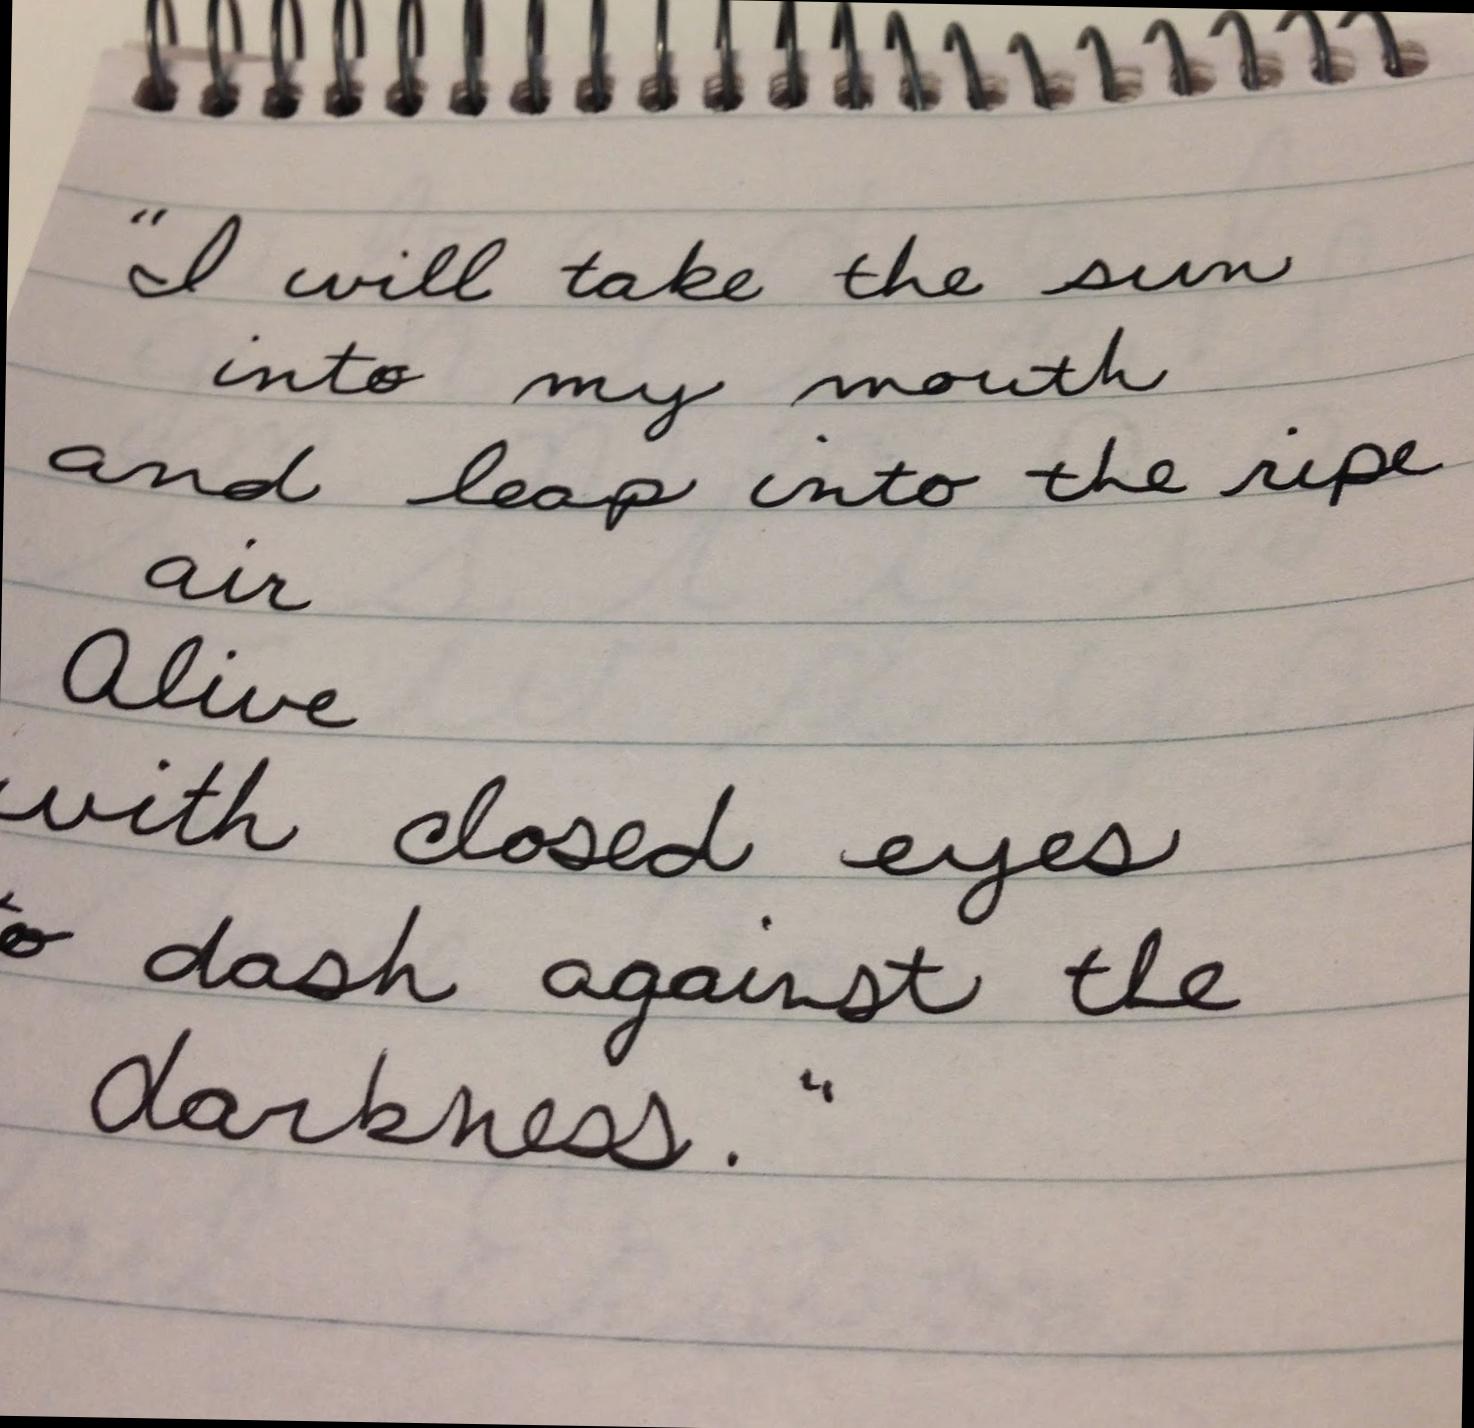 "I will take the sun
into my mouth
and leap into the ripe
air
Alive
with closed eyes
to dash against the
darkness."